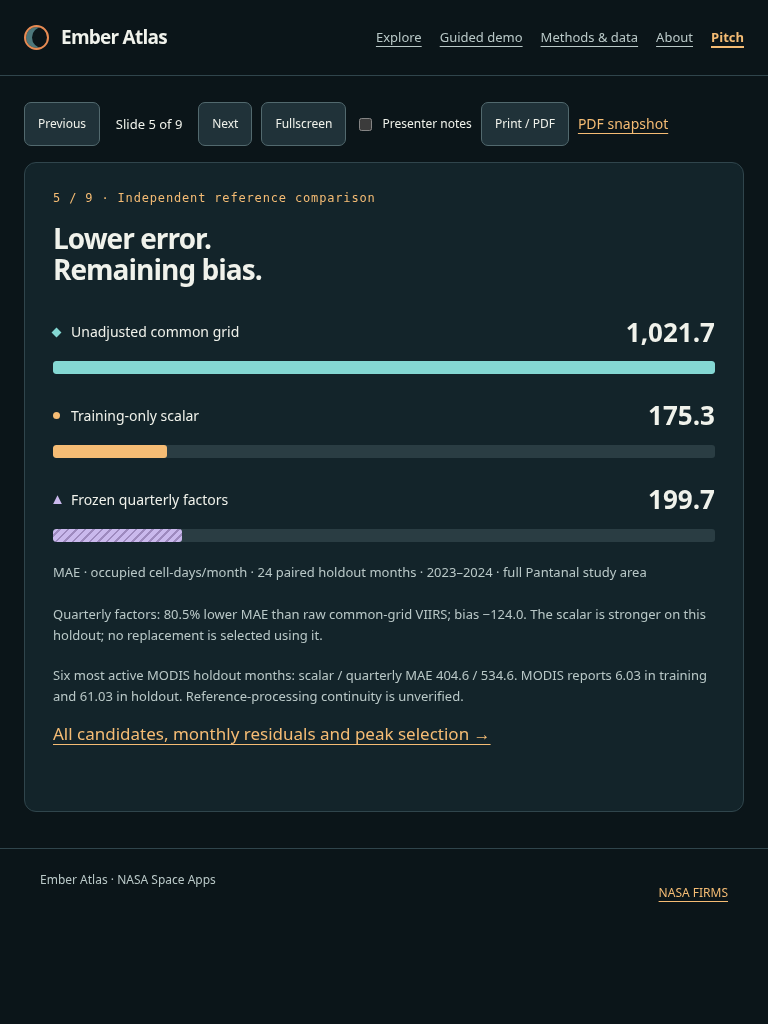 Ember Atlas
Explore Guided demo Methods & data About Pitch
Previous Slide 5 of 9 Next Fullscreen Presenter notes Print / PDF PDF snapshot
5 / 9 · Independent reference comparison
Lower error.
Remaining bias.
Unadjusted common grid 1,021.7
Training-only scalar 175.3
Frozen quarterly factors 199.7
MAE · occupied cell-days/month · 24 paired holdout months · 2023–2024 · full Pantanal study area
Quarterly factors: 80.5% lower MAE than raw common-grid VIIRS; bias −124.0. The scalar is stronger on this
holdout; no replacement is selected using it.
Six most active MODIS holdout months: scalar / quarterly MAE 404.6 / 534.6. MODIS reports 6.03 in training
and 61.03 in holdout. Reference-processing continuity is unverified.
All candidates, monthly residuals and peak selection →
Ember Atlas · NASA Space Apps
NASA FIRMS